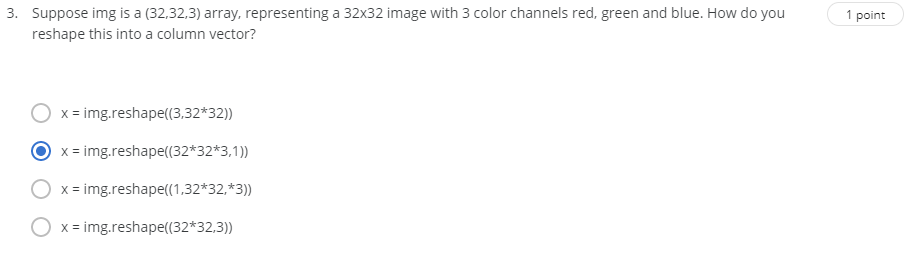 3. Suppose img is a (32,32,3) array, representing a 32x32 image with 3 color channels red, green and blue. How do you
reshape this into a column vector?
1 point
x = img.reshape((3,32*32))
x = img.reshape((32*32*3,1))
x = img.reshape((1,32*32,*3))
x = img.reshape((32*32,3))